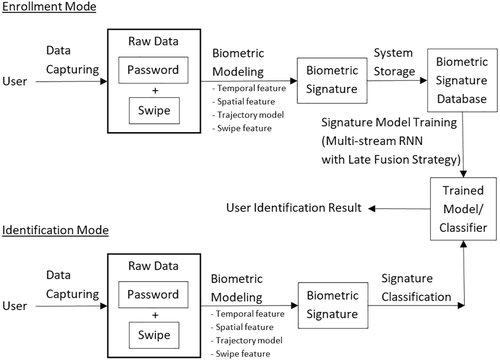 Enrollment Mode
User
Data
Capturing
Raw Data
Password
+
Swipe
Biometric
Modeling
- Temporal feature
- Spatial feature
- Trajectory model
- Swipe feature
Biometric
Signature
System
Storage
Biometric
Signature
Database
Signature Model Training
(Multi-stream RNN
with Late Fusion Strategy)
Trained
Model/
Classifier
User Identification Result
Identification Mode
User
Data
Capturing
Raw Data
Password
+
Swipe
Biometric
Modeling
- Temporal feature
- Spatial feature
- Trajectory model
- Swipe feature
Biometric
Signature
Signature
Classification